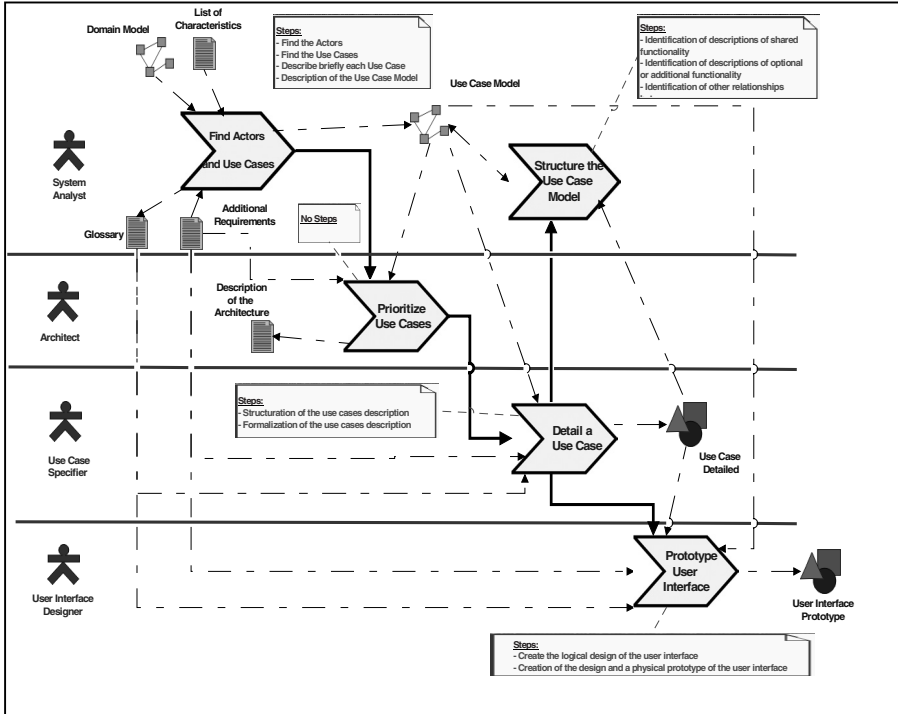 List of
Characteristics
Domain Model
Steps:
- Find the Actors
- Find the Use Cases
- Describe briefly each Use Case
- Description of the Use Case Model
Steps:
- Identification of descriptions of shared
functionality
- Identification of descriptions of optional
or additional functionality
- Identification of other relationships
Use Case Model
Find Actors
and Use Cases
Structure the
Use Case
Model
System
Analyst
Glossary
Additional
Requirements
No Steps
Description
of the
Architecture
Prioritize
Use Cases
Architect
Steps:
- Structuration of the use cases description
- Formalization of the use cases description
Detail a
Use Case
Use Case
Detailed
Use Case
Specifier
Prototype
User
Interface
User Interface
Designer
User Interface
Prototype
Steps:
- Create the logical design of the user interface
- Creation of the design and a physical prototype of the user interface